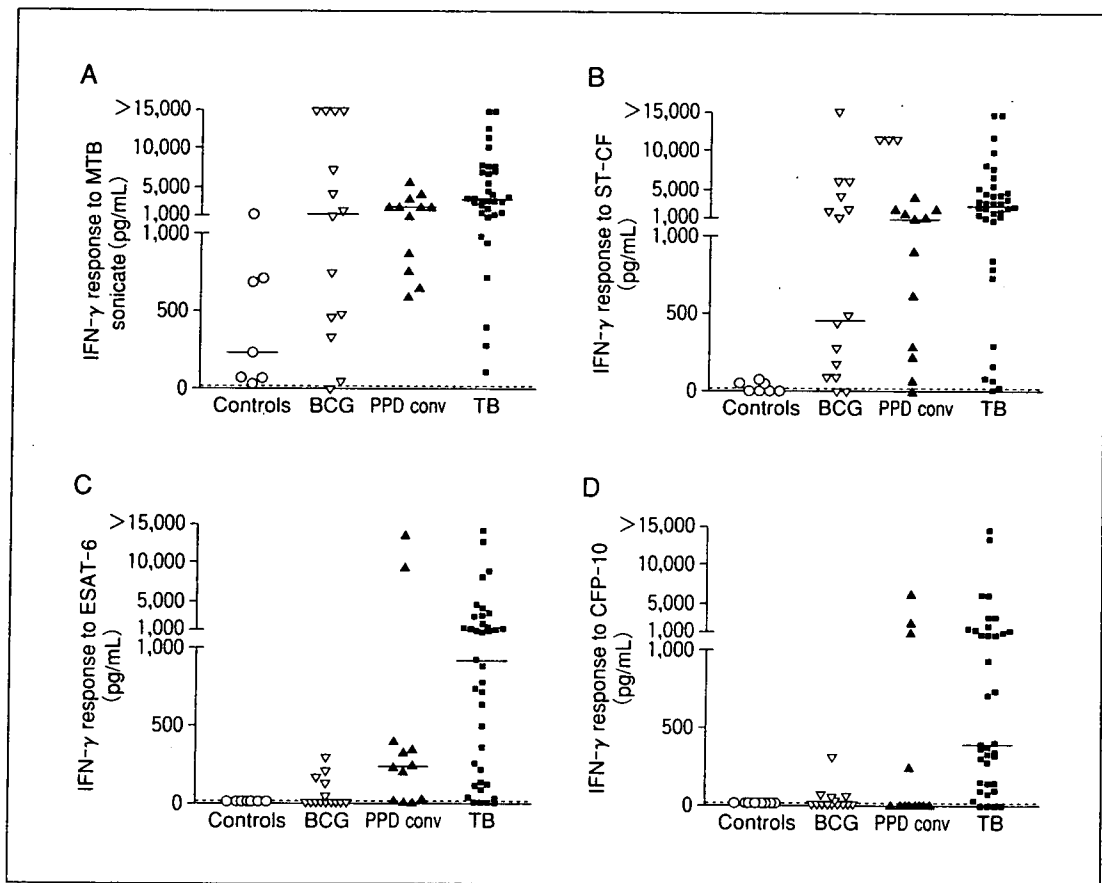 A
IFN-γ response to MTB
sonicate (pg/mL)
>15,000
10,000
5,000
1,000
1,000
500
0
Controls BCG PPD conv TB
B
IFN-γ response to ST-CF
(pg/mL)
>15,000
10,000
5,000
1,000
1,000
500
0
Controls BCG PPD conv TB
C
IFN-γ response to ESAT-6
(pg/mL)
>15,000
10,000
5,000
1,000
1,000
500
0
Controls BCG PPD conv TB
D
IFN-γ response to CFP-10
(pg/mL)
>15,000
10,000
5,000
1,000
1,000
500
0
Controls BCG PPD conv TB